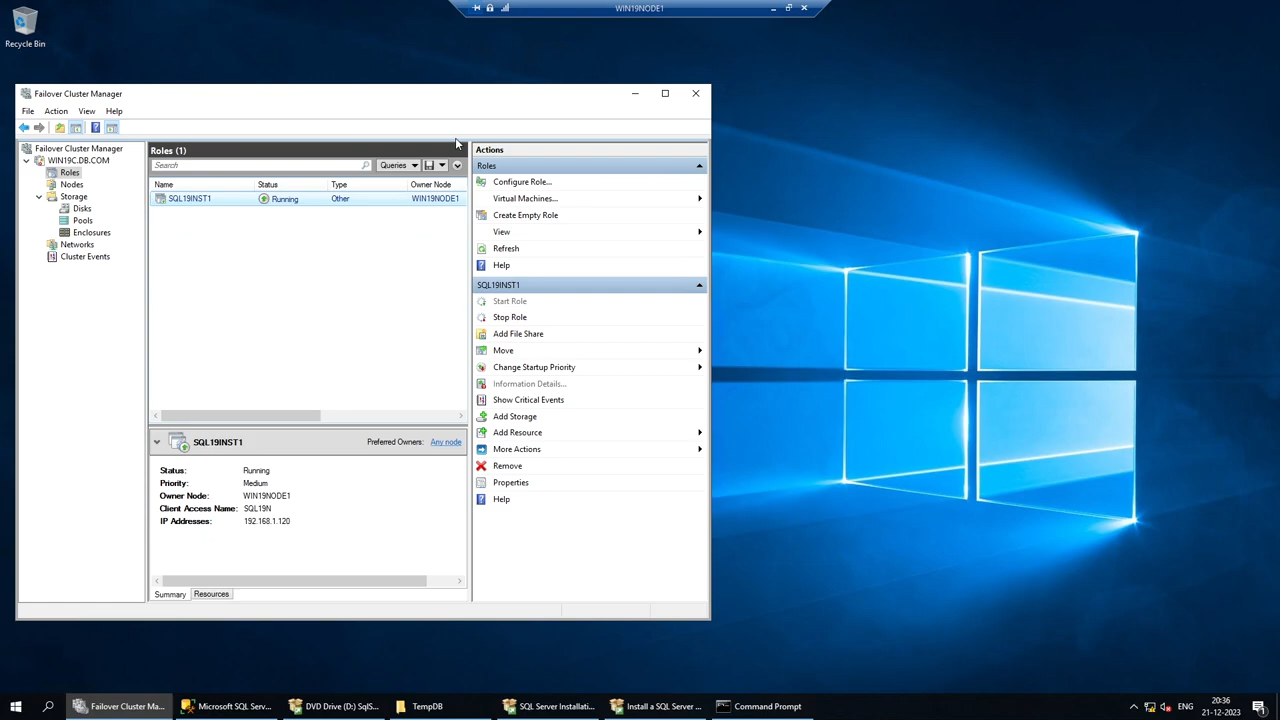 WIN19NODE1
Recycle Bin
Failover Cluster Manager
File Action View Help
Failover Cluster Manager
WIN19C.DB.COM
Roles
Nodes
Storage
Disks
Pools
Enclosures
Networks
Cluster Events
Roles (1)
Search
Queries
Name Status Type Owner Node
SQL19INST1 Running Other WIN19NODE1
SQL19INST1 Preferred Owners: Any node
Status: Running
Priority: Medium
Owner Node: WIN19NODE1
Client Access Name: SQL19N
IP Addresses: 192.168.1.120
Summary Resources
Actions
Roles
Configure Role...
Virtual Machines...
Create Empty Role
View
Refresh
Help
SQL19INST1
Start Role
Stop Role
Add File Share
Move
Change Startup Priority
Information Details...
Show Critical Events
Add Storage
Add Resource
More Actions
Remove
Properties
Help
Failover Cluster Ma... Microsoft SQL Serv... DVD Drive (D:) SqlS... TempDB SQL Server Installati... Install a SQL Server ... Command Prompt
20:36
21-12-2023